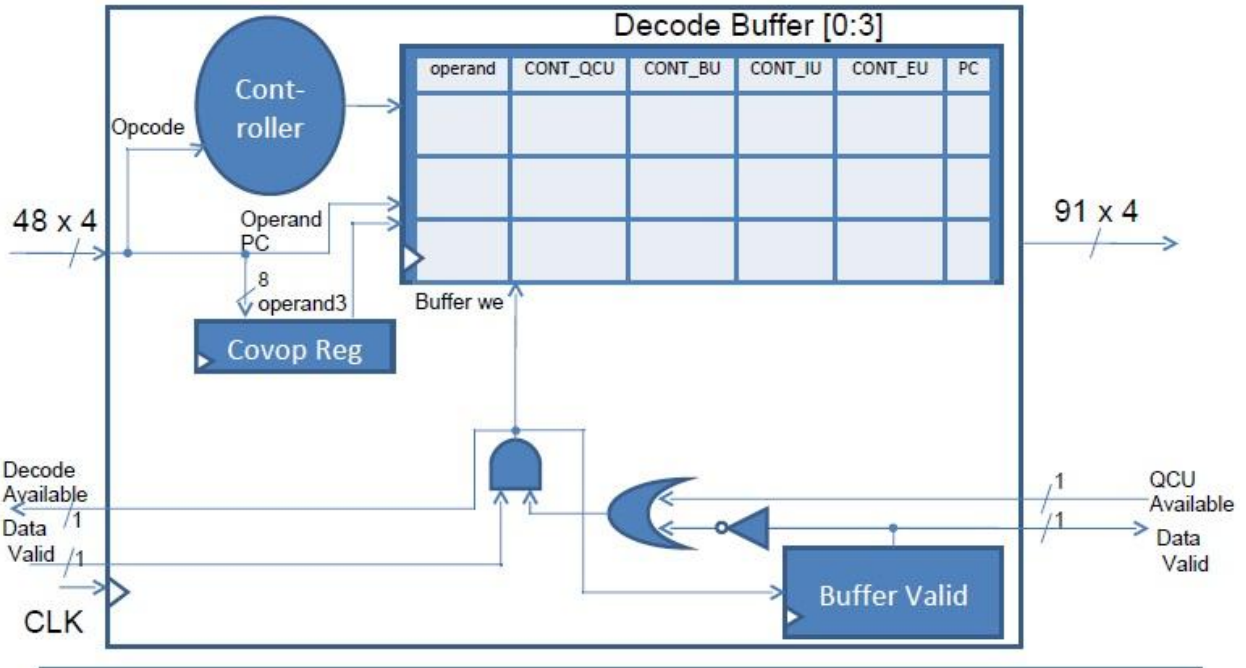 Decode Buffer [0:3]
operand CONT_QCU CONT_BU CONT_IU CONT_EU PC
Cont-
roller
Opcode
48 x 4
Operand
PC
91 x 4
8
operand3
Buffer we
Covop Reg
Decode
Available
1
Data
Valid
1
1
QCU
Available
1
Data
Valid
Buffer Valid
CLK